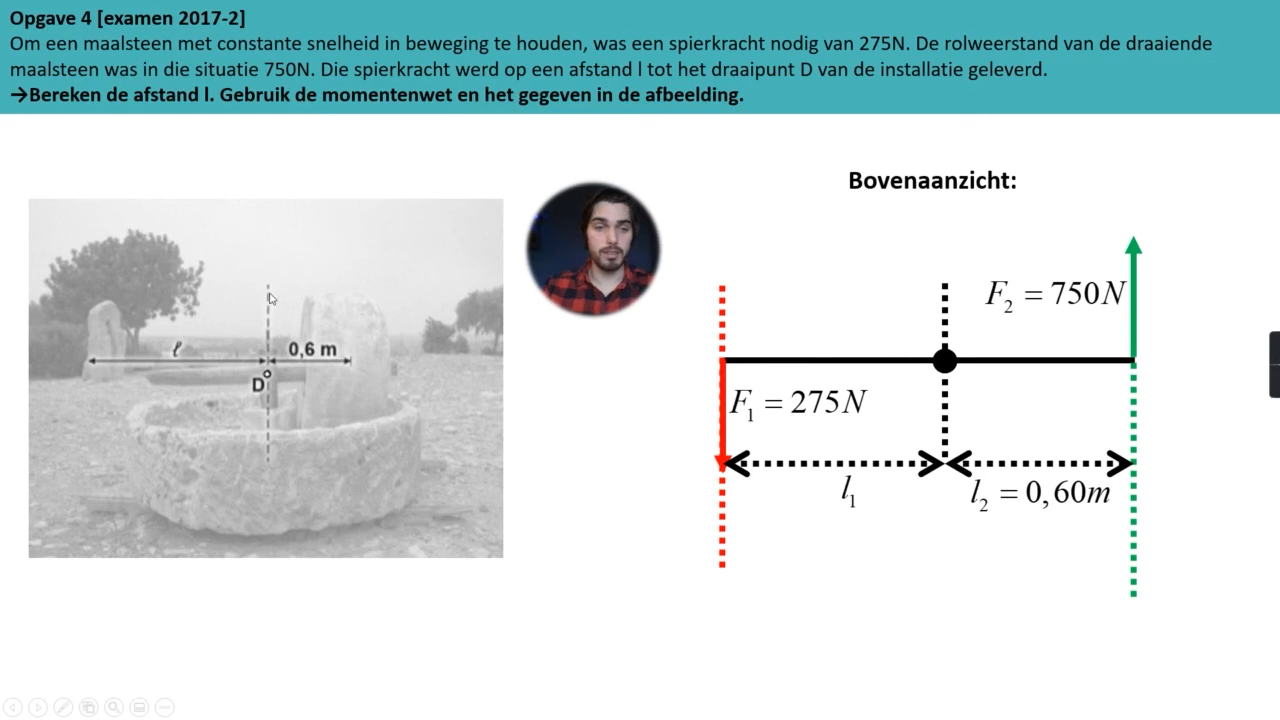 Opgave 4 [examen 2017-2]
Om een maalsteen met constante snelheid in beweging te houden, was een spierkracht nodig van 275N. De rolweerstand van de draaiende
maalsteen was in die situatie 750N. Die spierkracht werd op een afstand l tot het draaipunt D van de installatie geleverd.
→Bereken de afstand l. Gebruik de momentenwet en het gegeven in de afbeelding.
Bovenaanzicht:
ℓ
0,6 m
D
F₂ = 750N
F₁ = 275N
l₁
l₂ = 0,60m